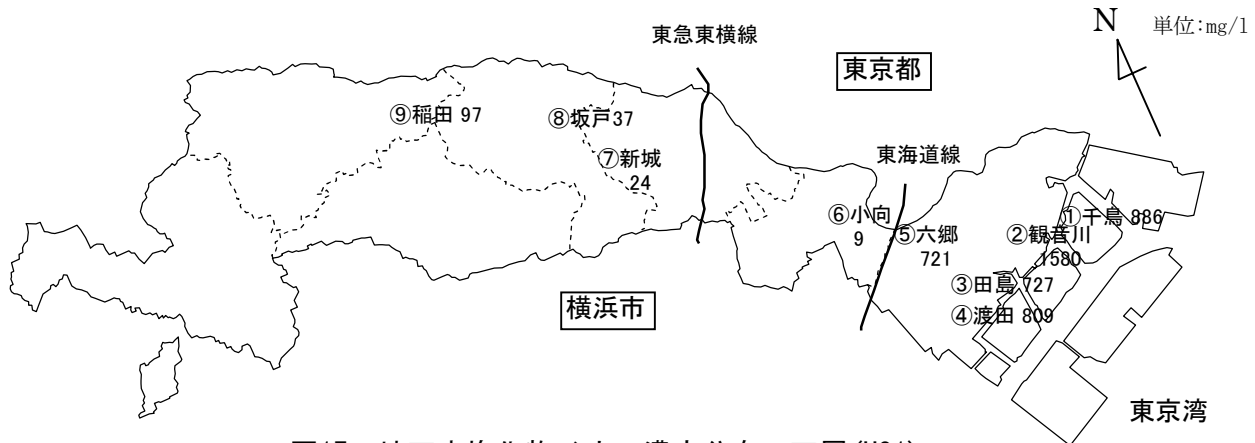 N
単位:mg/l
東急東横線
東京都
⑨稲田 97
⑧坂戸37
⑦新城
24
東海道線
⑥小向
9
⑤六郷
721
①千鳥 886
②観音川
1580
③田島 727
④渡田 809
横浜市
東京湾